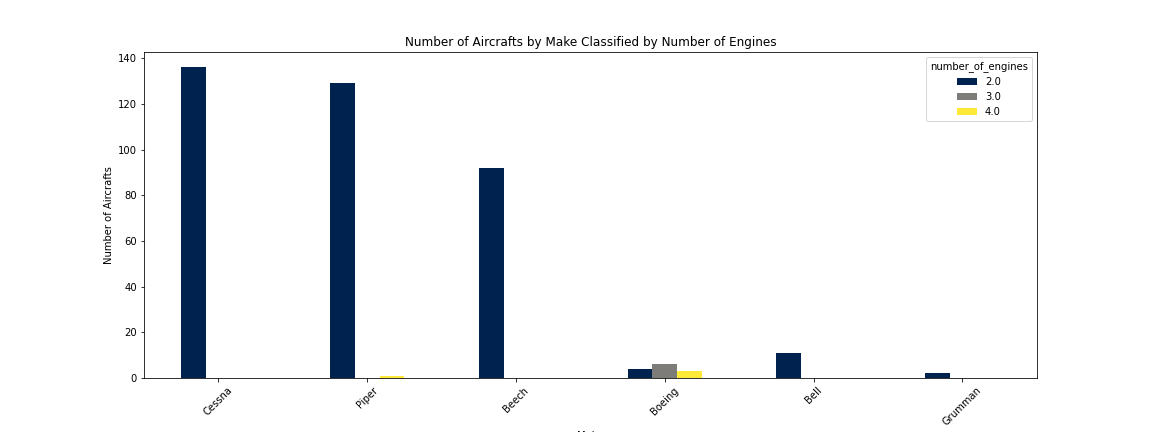 Number of Aircrafts by Make Classified by Number of Engines
number_of_engines
2.0
3.0
4.0
Number of Aircrafts
140
120
100
80
60
40
20
0
Cessna
Piper
Beech
Boeing
Bell
Grumman